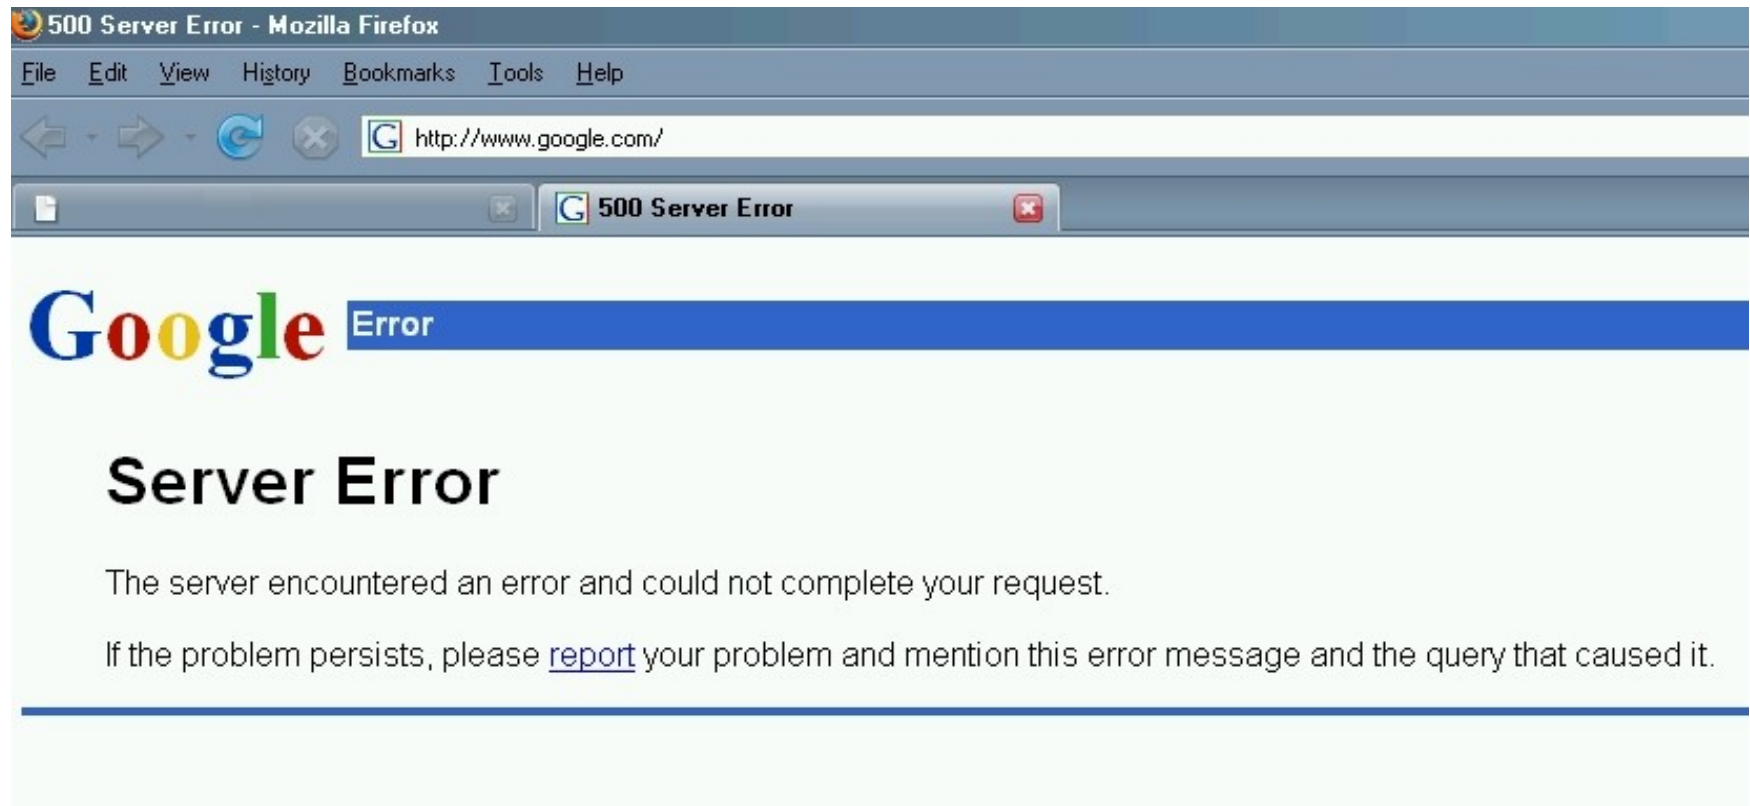 500 Server Error - Mozilla Firefox
File Edit View History Bookmarks Tools Help
G http://www.google.com/
G 500 Server Error
Google Error
Server Error
The server encountered an error and could not complete your request.
If the problem persists, please report your problem and mention this error message and the query that caused it.